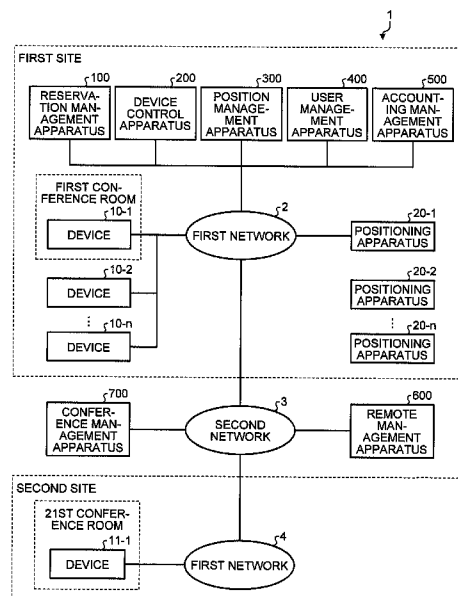 1
FIRST SITE
100
200
300
400
500
RESERVA-
TION MANAGEMENT
APPARATUS
DEVICE
CONTROL
APPARATUS
POSITION
MANAGE-
MENT
APPARATUS
USER
MANAGE-
MENT
APPARATUS
ACCOUNT-
ING MANAGEMENT
APPARATUS
FIRST CON-
FERENCE ROOM
10-1
DEVICE
2
FIRST NETWORK
20-1
POSITIONING
APPARATUS
10-2
DEVICE
20-2
POSITIONING
APPARATUS
⋮
10-n
DEVICE
⋮
20-n
POSITIONING
APPARATUS
700
CONFER-
ENCE MAN-
AGEMENT
APPARATUS
3
SECOND
NETWORK
600
REMOTE MAN-
AGEMENT
APPARATUS
SECOND SITE
21ST CONFER-
ENCE ROOM
11-1
DEVICE
4
FIRST NETWORK